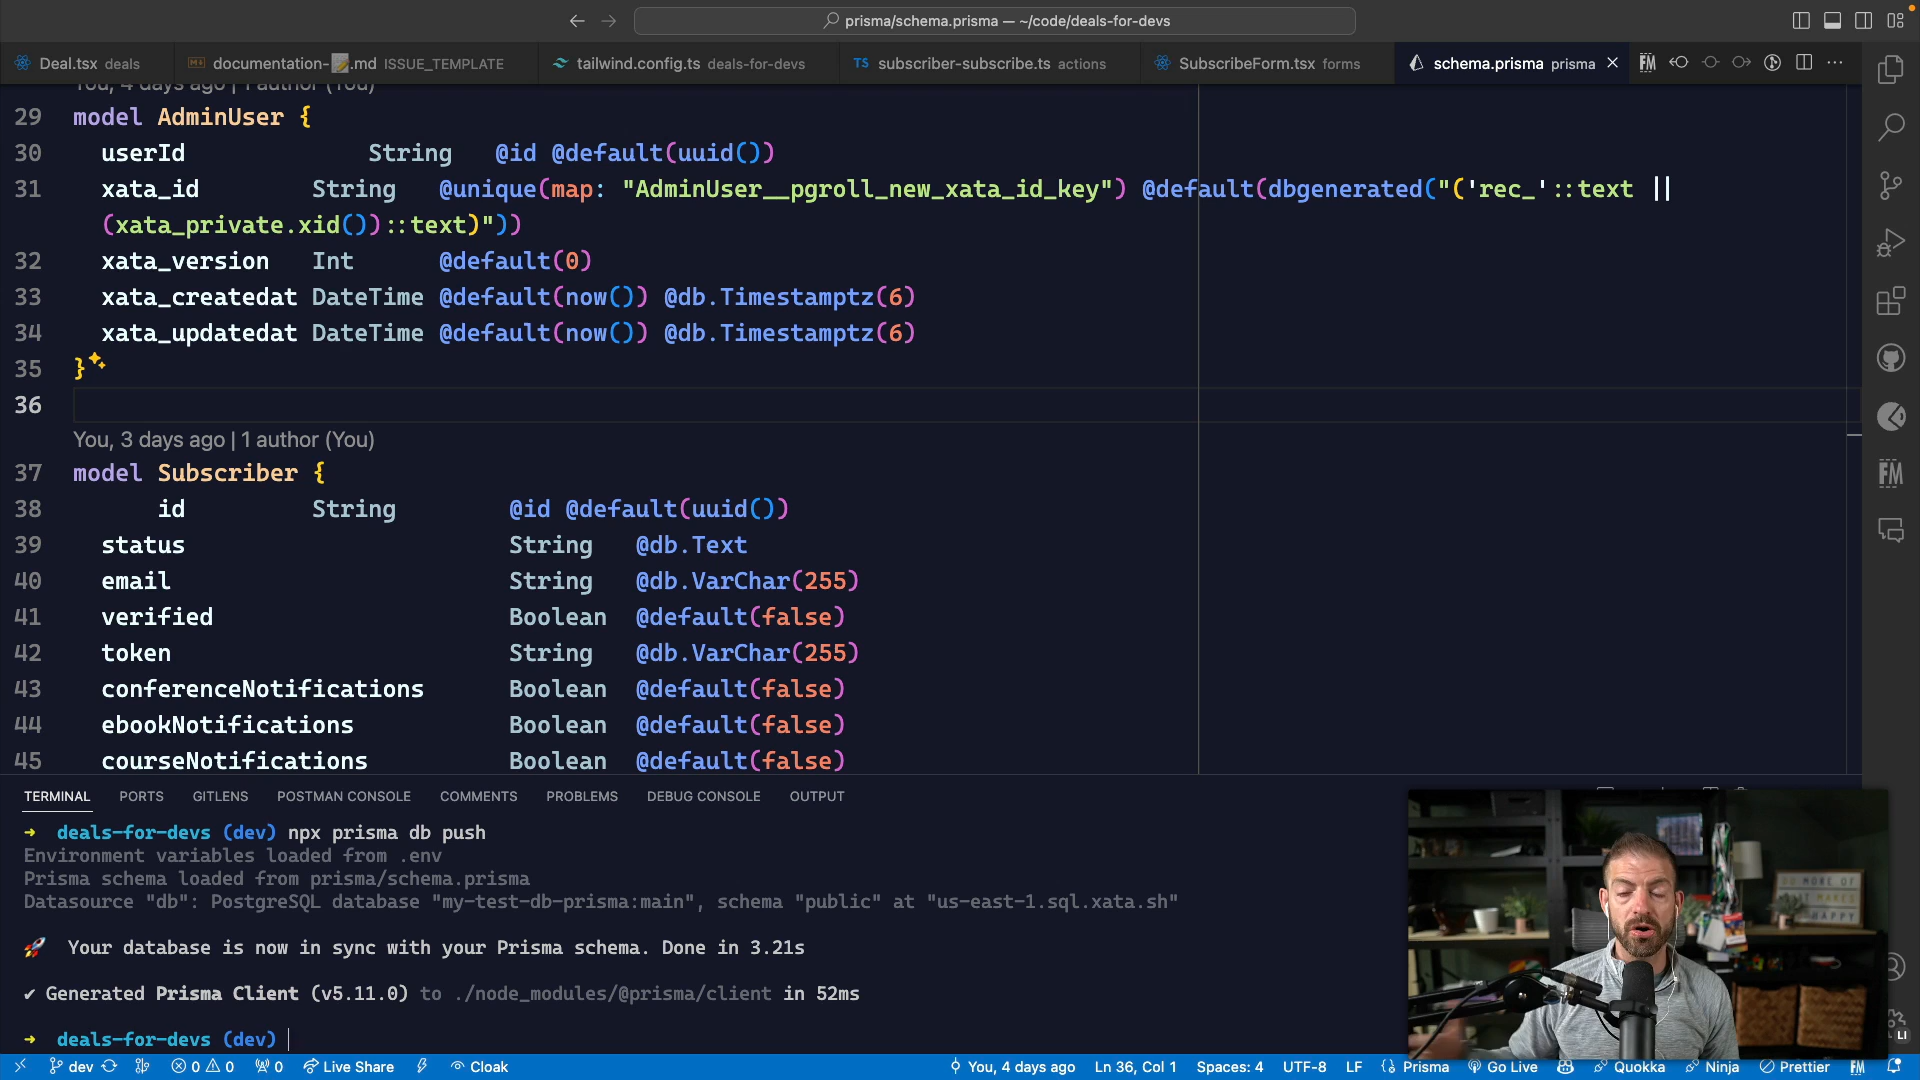 prisma/schema.prisma — ~/code/deals-for-devs
Deal.tsx deals
documentation-📝.md ISSUE_TEMPLATE
tailwind.config.ts deals-for-devs
TS subscriber-subscribe.ts actions
SubscribeForm.tsx forms
schema.prisma prisma
You, 4 days ago | 1 author (You)
29 model AdminUser {
30 userId String @id @default(uuid())
31 xata_id String @unique(map: "AdminUser__pgroll_new_xata_id_key") @default(dbgenerated("('rec_'::text ||
(xata_private.xid())::text)"))
32 xata_version Int @default(0)
33 xata_createdat DateTime @default(now()) @db.Timestamptz(6)
34 xata_updatedat DateTime @default(now()) @db.Timestamptz(6)
35 }
36
You, 3 days ago | 1 author (You)
37 model Subscriber {
38 id String @id @default(uuid())
39 status String @db.Text
40 email String @db.VarChar(255)
41 verified Boolean @default(false)
42 token String @db.VarChar(255)
43 conferenceNotifications Boolean @default(false)
44 ebookNotifications Boolean @default(false)
45 courseNotifications Boolean @default(false)
TERMINAL PORTS GITLENS POSTMAN CONSOLE COMMENTS PROBLEMS DEBUG CONSOLE OUTPUT
➜ deals-for-devs (dev) npx prisma db push
Environment variables loaded from .env
Prisma schema loaded from prisma/schema.prisma
Datasource "db": PostgreSQL database "my-test-db-prisma:main", schema "public" at "us-east-1.sql.xata.sh"
🚀 Your database is now in sync with your Prisma schema. Done in 3.21s
✔ Generated Prisma Client (v5.11.0) to ./node_modules/@prisma/client in 52ms
➜ deals-for-devs (dev)
dev 0 0 0 Live Share Cloak You, 4 days ago Ln 36, Col 1 Spaces: 4 UTF-8 LF Prisma Go Live Quokka Ninja Prettier